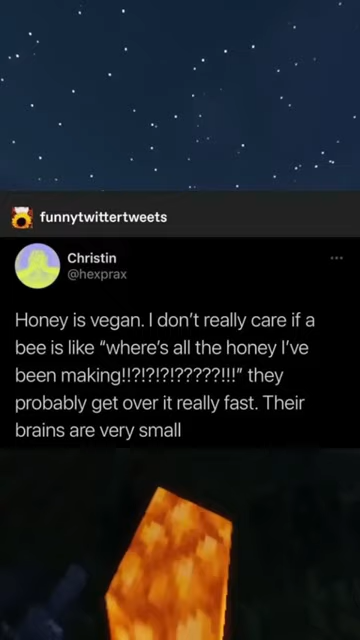 funnytwittertweets
Christin
@hexprax
Honey is vegan. I don’t really care if a
bee is like “where’s all the honey I’ve
been making!!?!?!?!?????!!!” they
probably get over it really fast. Their
brains are very small